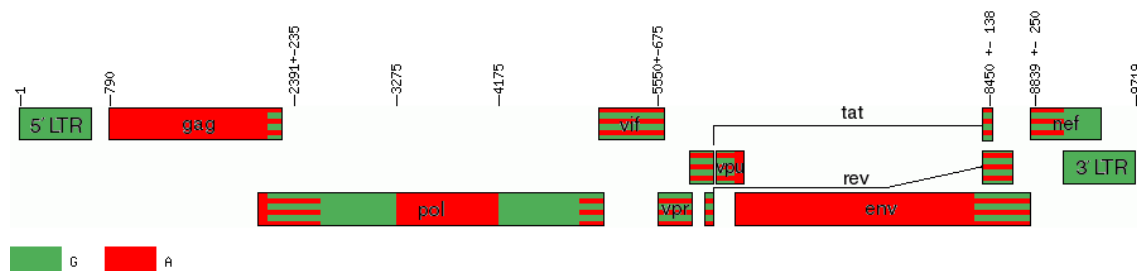 1
790
2391+-235
3275
4175
5550+-675
8450 +- 138
8839 +- 250
9719
5' LTR
gag
vif
tat
nef
vpu
rev
3' LTR
pol
vpr
env
G
A